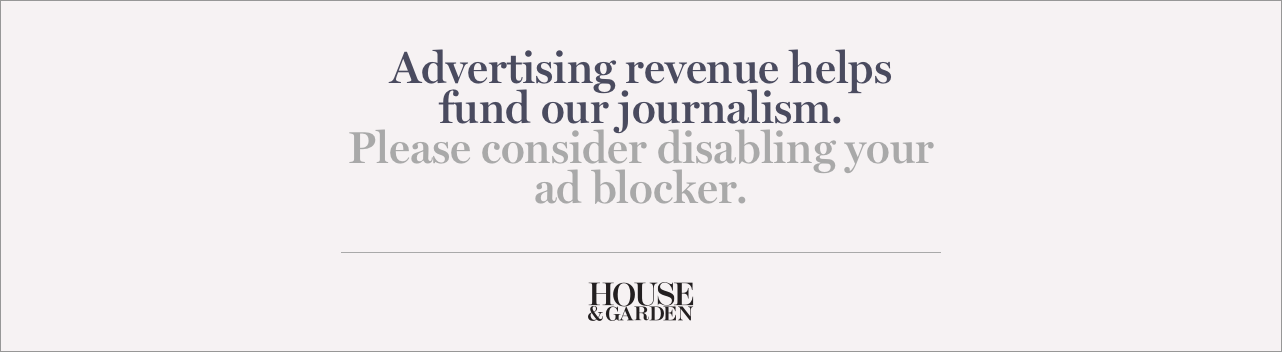 Advertising revenue helps
fund our journalism.
Please consider disabling your
ad blocker.
HOUSE
& GARDEN